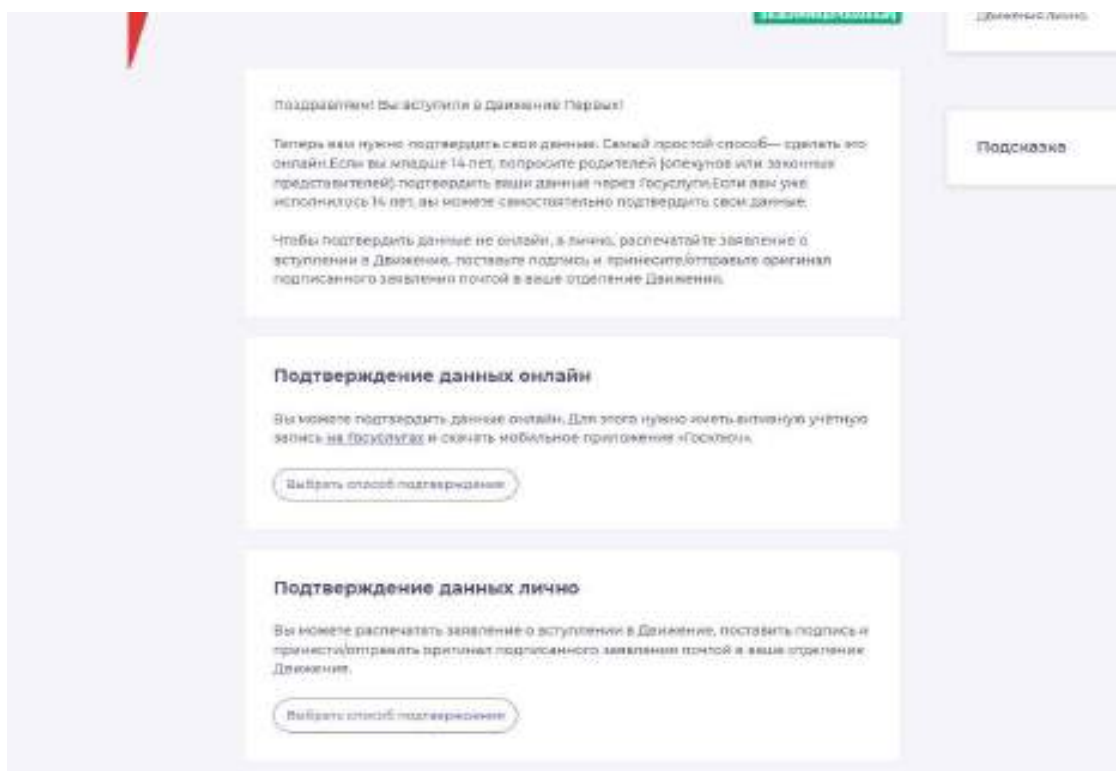 Движения лично.
Поздравляем! Вы вступили в Движение Первых!
Теперь вам нужно подтвердить свои данные. Самый простой способ— сделать это
онлайн.Если вы младше 14 лет, попросите родителей (опекунов или законных
представителей) подтвердить ваши данные через Госуслуги.Если вам уже
исполнилось 14 лет, вы можете самостоятельно подтвердить свои данные.
Чтобы подтвердить данные не онлайн, а лично, распечатайте заявление о
вступлении в Движение, поставьте подпись и принесите/отправьте оригинал
подписанного заявления почтой в ваше отделение Движения.
Подсказка
Подтверждение данных онлайн
Вы можете подтвердить данные онлайн. Для этого нужно иметь активную учётную
запись на Госуслугах и скачать мобильное приложение «Госключ».
Выбрать способ подтверждения
Подтверждение данных лично
Вы можете распечатать заявление о вступлении в Движение, поставить подпись и
принести/отправить оригинал подписанного заявления почтой в ваше отделение
Движения.
Выбрать способ подтверждения